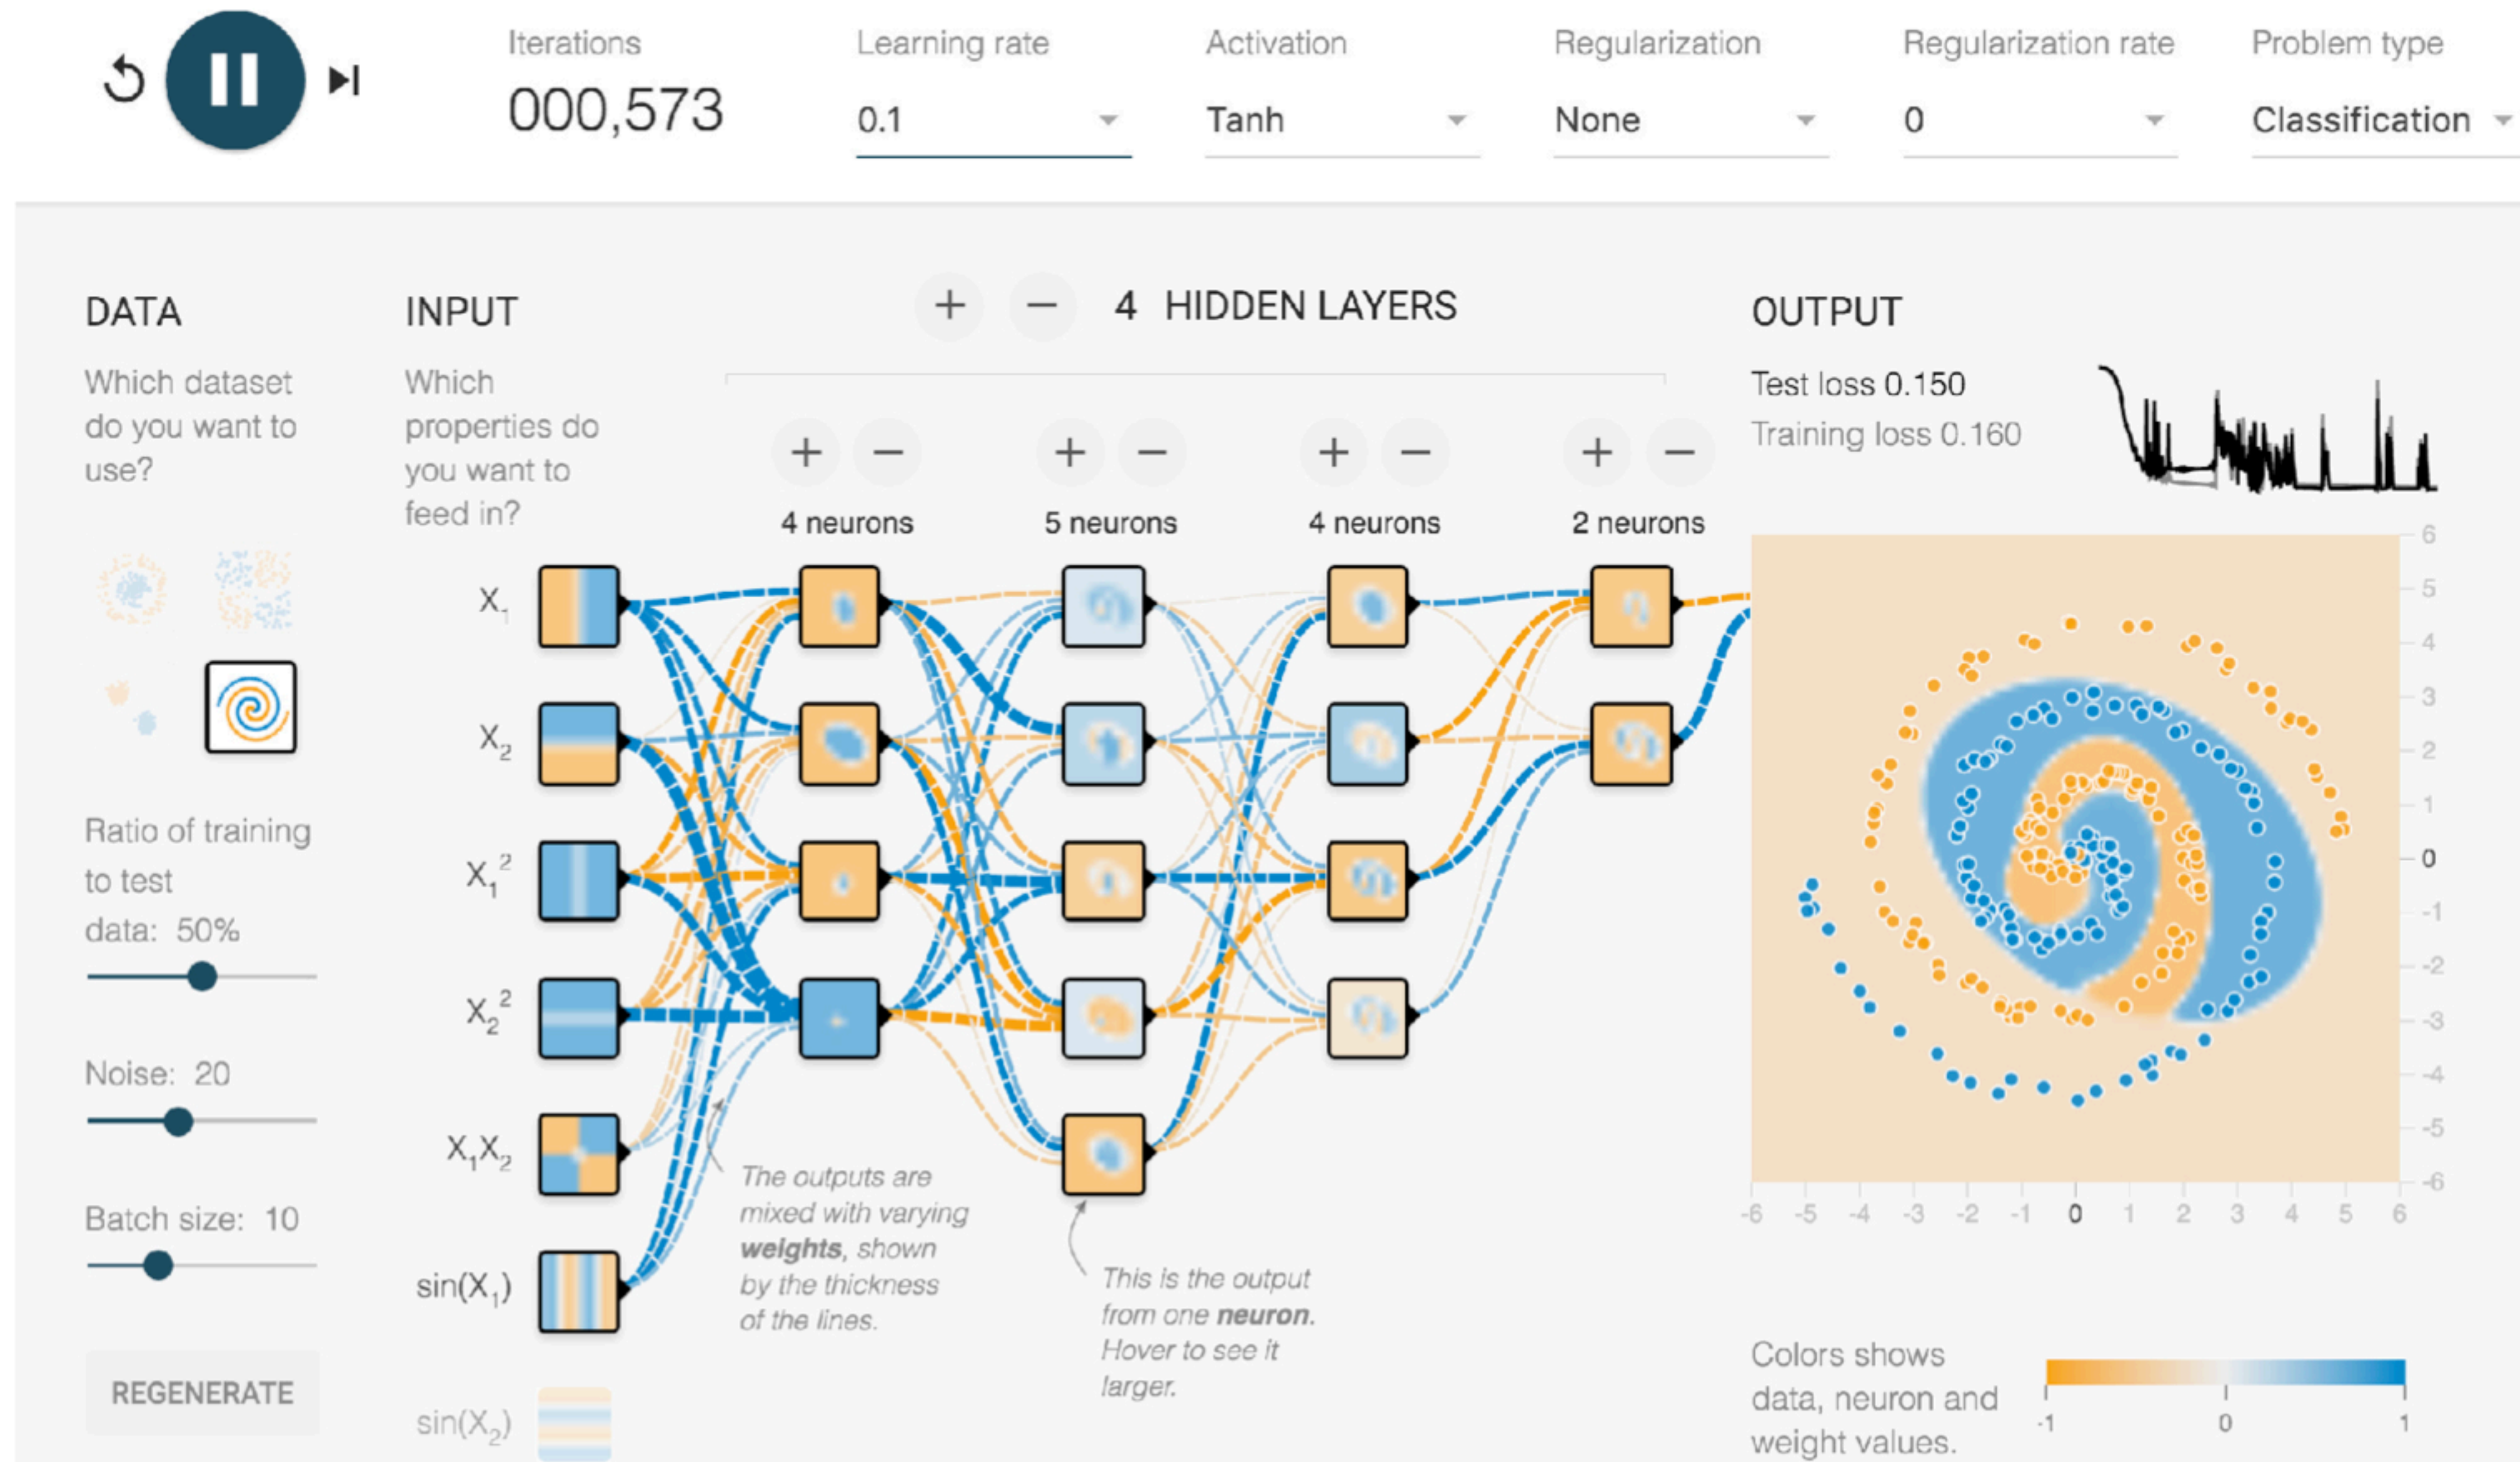 Iterations
000,573
Learning rate
0.1
Activation
Tanh
Regularization
None
Regularization rate
0
Problem type
Classification
DATA
Which dataset
do you want to
use?
Ratio of training
to test
data: 50%
Noise: 20
Batch size: 10
REGENERATE
INPUT
Which
properties do
you want to
feed in?
X₁
X₂
X₁²
X₂²
X₁X₂
sin(X₁)
sin(X₂)
+ − 4 HIDDEN LAYERS
+ − + − + − + −
4 neurons
5 neurons
4 neurons
2 neurons
The outputs are
mixed with varying
weights, shown
by the thickness
of the lines.
This is the output
from one neuron.
Hover to see it
larger.
OUTPUT
Test loss 0.150
Training loss 0.160
6
5
4
3
2
1
0
-1
-2
-3
-4
-5
-6
-6 -5 -4 -3 -2 -1 0 1 2 3 4 5 6
Colors shows
data, neuron and
weight values.
-1 0 1